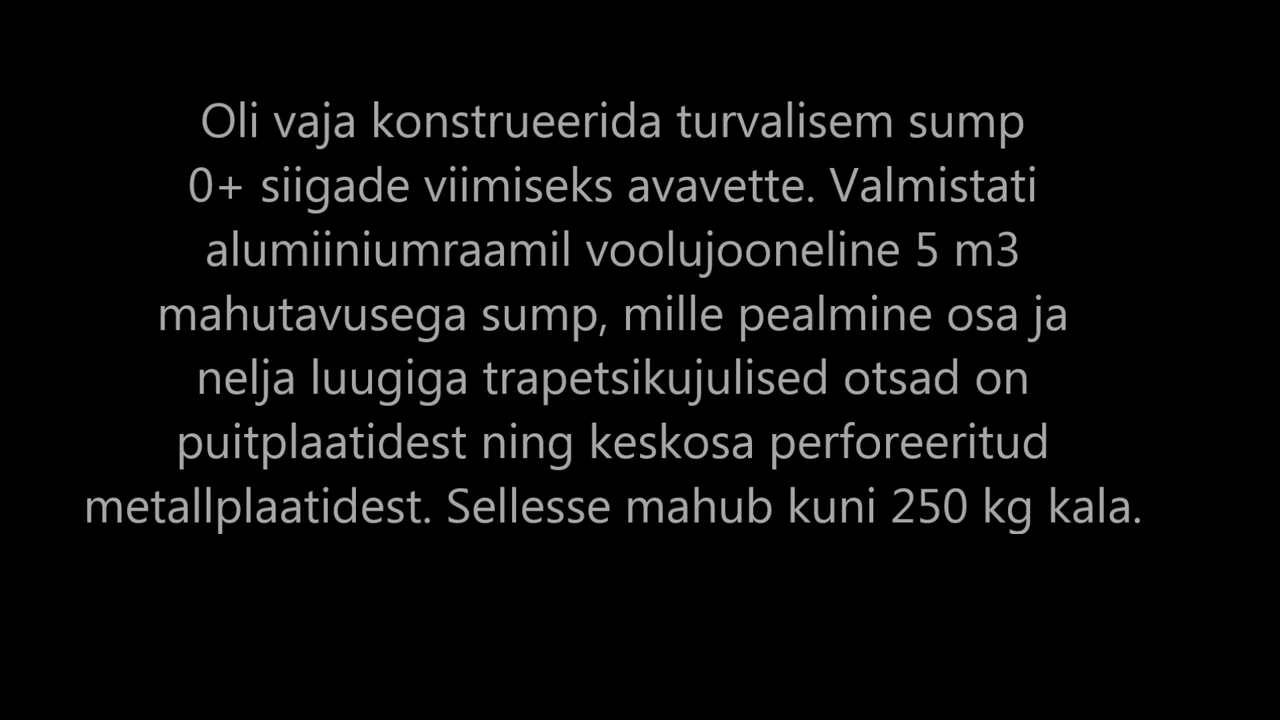 Oli vaja konstrueerida turvalisem sump
0+ siigade viimiseks avavette. Valmistati
alumiiniumraamil voolujooneline 5 m3
mahutavusega sump, mille pealmine osa ja
nelja luugiga trapetsikujulised otsad on
puitplaatidest ning keskosa perforeeritud
metallplaatidest. Sellesse mahub kuni 250 kg kala.